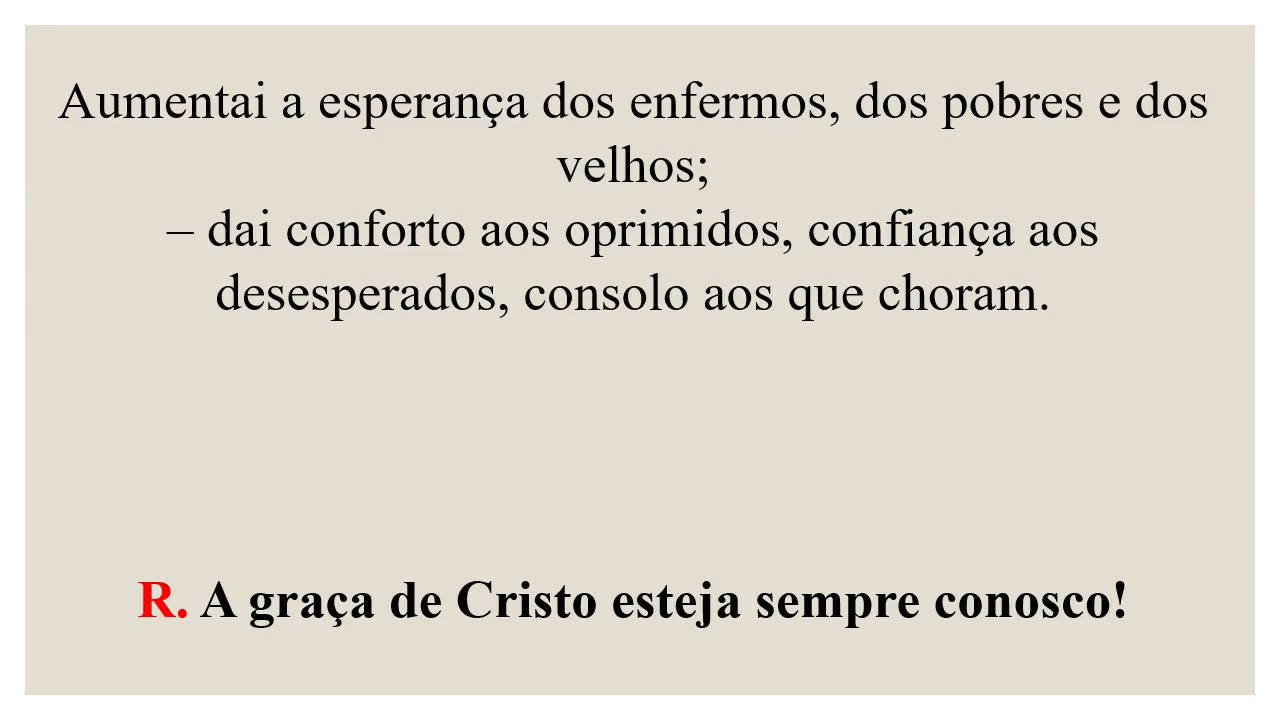 Aumentai a esperança dos enfermos, dos pobres e dos
velhos;
– dai conforto aos oprimidos, confiança aos
desesperados, consolo aos que choram.
R. A graça de Cristo esteja sempre conosco!